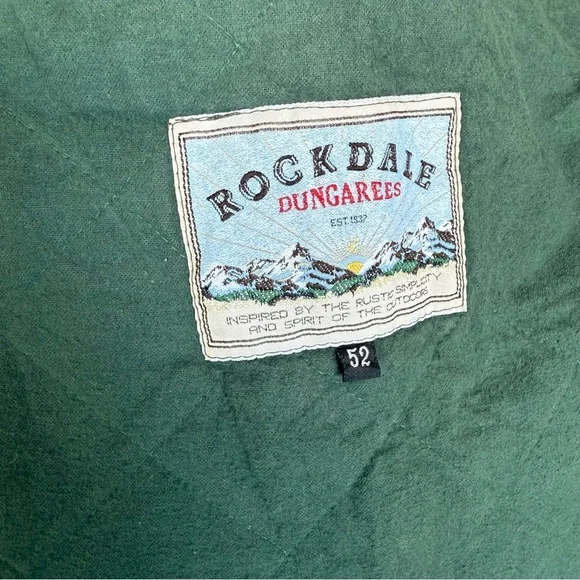 ROCKDALE
DUNGAREES
EST. 1932
INSPIRED BY THE RUSTIC SIMPLICITY
AND SPIRIT OF THE OUTDOORS
52